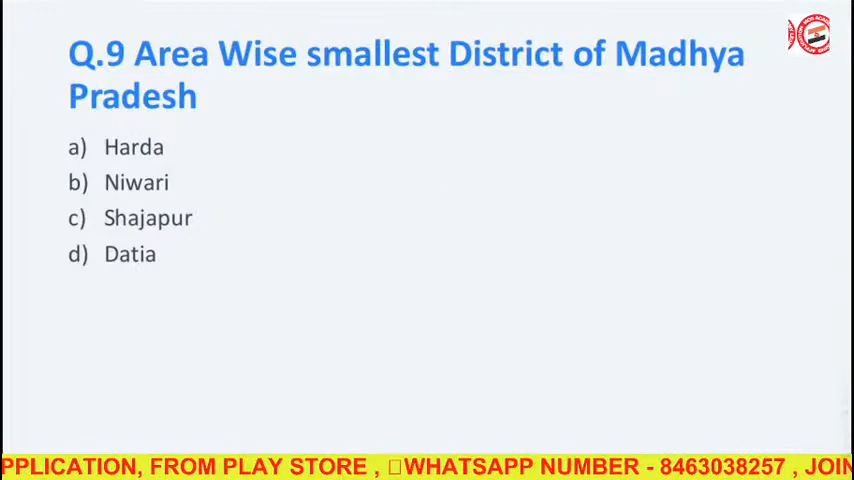 Q.9 Area Wise smallest District of Madhya
Pradesh
a) Harda
b) Niwari
c) Shajapur
d) Datia
PPLICATION, FROM PLAY STORE , WHATSAPP NUMBER - 8463038257 , JOIN